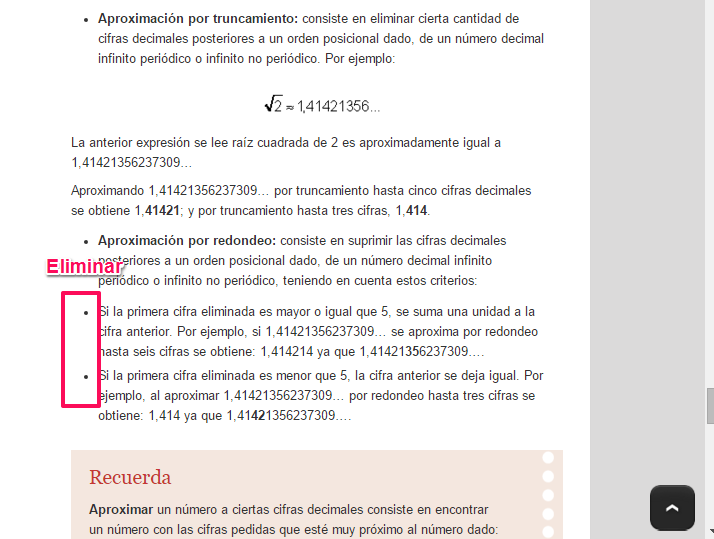 • Aproximación por truncamiento: consiste en eliminar cierta cantidad de
cifras decimales posteriores a un orden posicional dado, de un número decimal
infinito periódico o infinito no periódico. Por ejemplo:
√2 ≈ 1,41421356...
La anterior expresión se lee raíz cuadrada de 2 es aproximadamente igual a
1,41421356237309…
Aproximando 1,41421356237309… por truncamiento hasta cinco cifras decimales
se obtiene 1,41421; y por truncamiento hasta tres cifras, 1,414.
• Aproximación por redondeo: consiste en suprimir las cifras decimales
posteriores a un orden posicional dado, de un número decimal infinito
Eliminar
periódico o infinito no periódico, teniendo en cuenta estos criterios:
• Si la primera cifra eliminada es mayor o igual que 5, se suma una unidad a la
cifra anterior. Por ejemplo, si 1,41421356237309… se aproxima por redondeo
hasta seis cifras se obtiene: 1,414214 ya que 1,41421356237309….
• Si la primera cifra eliminada es menor que 5, la cifra anterior se deja igual. Por
ejemplo, al aproximar 1,41421356237309… por redondeo hasta tres cifras se
obtiene: 1,414 ya que 1,41421356237309….
Recuerda
Aproximar un número a ciertas cifras decimales consiste en encontrar
un número con las cifras pedidas que esté muy próximo al número dado: